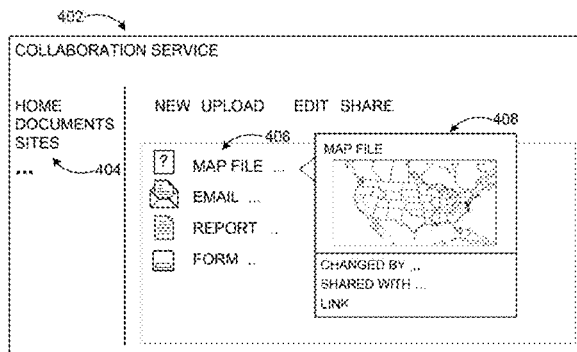 402
COLLABORATION SERVICE
HOME
DOCUMENTS
SITES
...
404
NEW UPLOAD EDIT SHARE
406
408
? MAP FILE ...
EMAIL ...
REPORT ..
FORM ..
MAP FILE
CHANGED BY ...
SHARED WITH ...
LINK